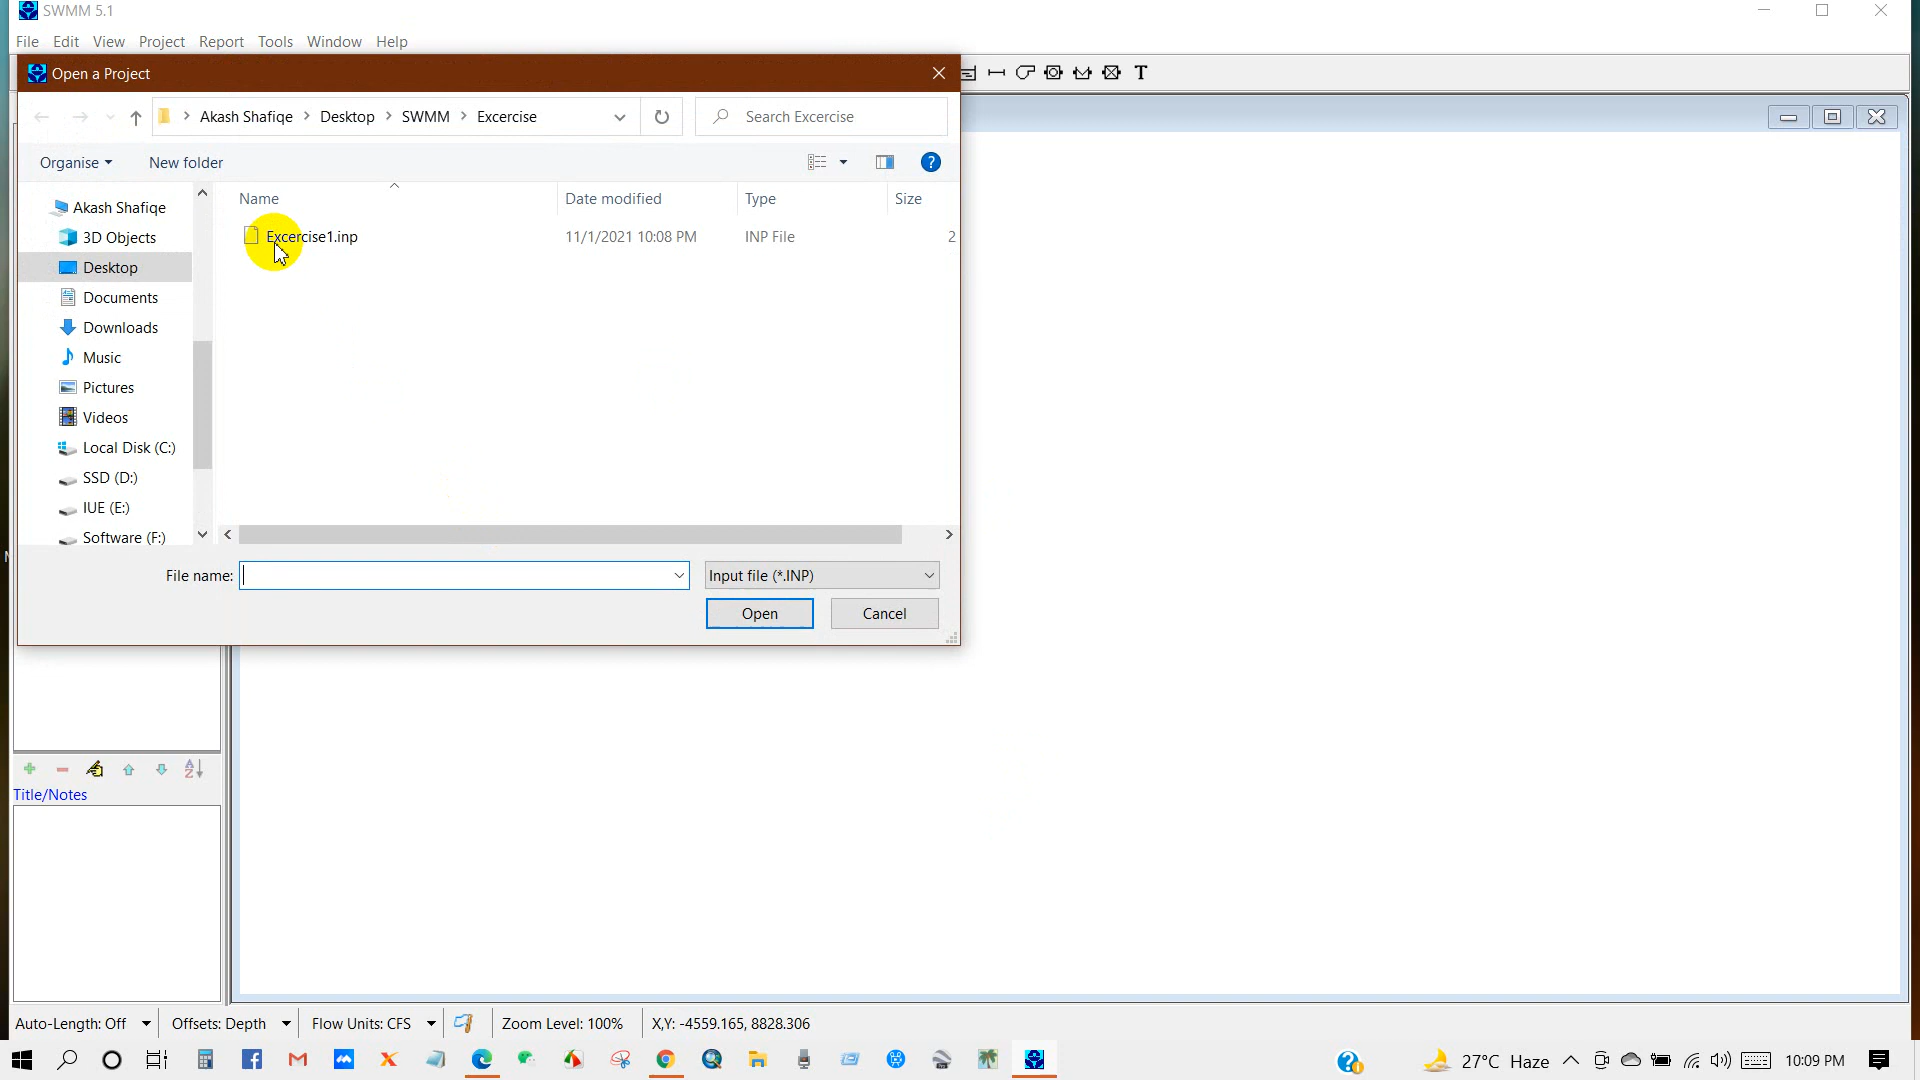 SWMM 5.1
File Edit View Project Report Tools Window Help
Open a Project
T
Akash Shafiqe Desktop SWMM Excercise
Search Excercise
Organise New folder
?
Name Date modified Type Size
Akash Shafiqe
Excercise1.inp 11/1/2021 10:08 PM INP File 2
3D Objects
Desktop
Documents
Downloads
Music
Pictures
Videos
Local Disk (C:)
SSD (D:)
IUE (E:)
Software (F:)
File name: Input file (*.INP)
Open Cancel
Title/Notes
Auto-Length: Off Offsets: Depth Flow Units: CFS Zoom Level: 100% X,Y: -4559.165, 8828.306
27°C Haze 10:09 PM